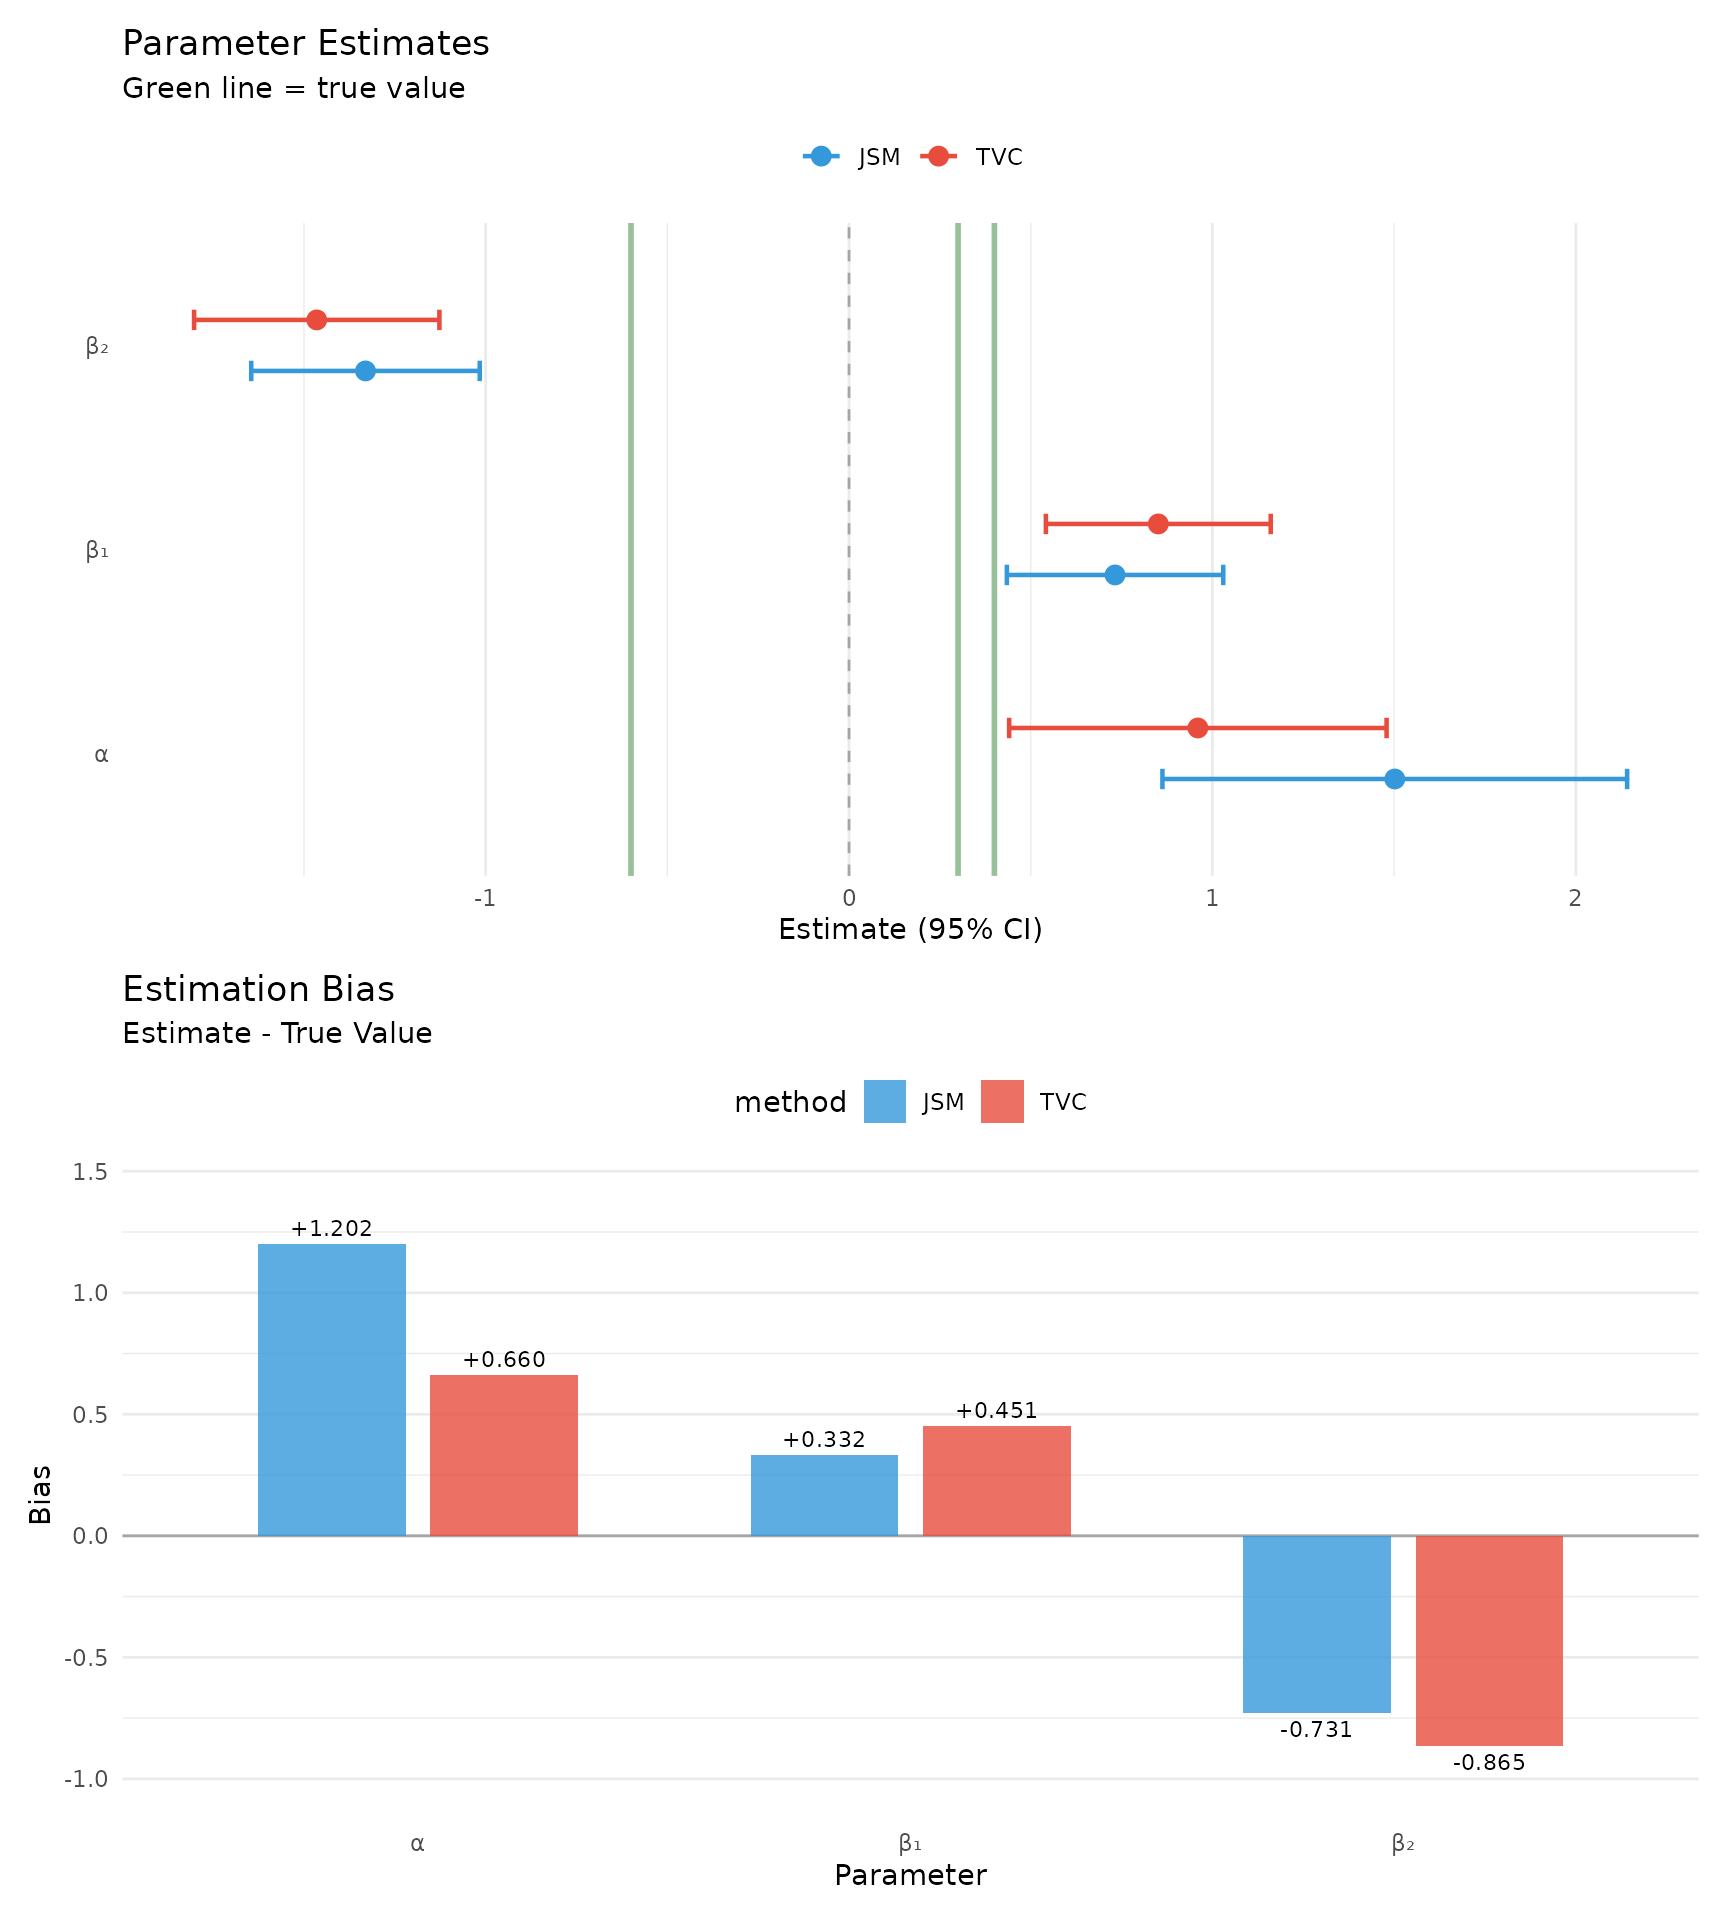 Parameter Estimates
Green line = true value
JSM TVC
β₂
β₁
α
-1 0 1 2
Estimate (95% CI)
Estimation Bias
Estimate - True Value
method JSM TVC
1.5
+1.202
1.0
+0.660
0.5
+0.451
+0.332
Bias
0.0
-0.5
-0.731
-0.865
-1.0
α β₁ β₂
Parameter